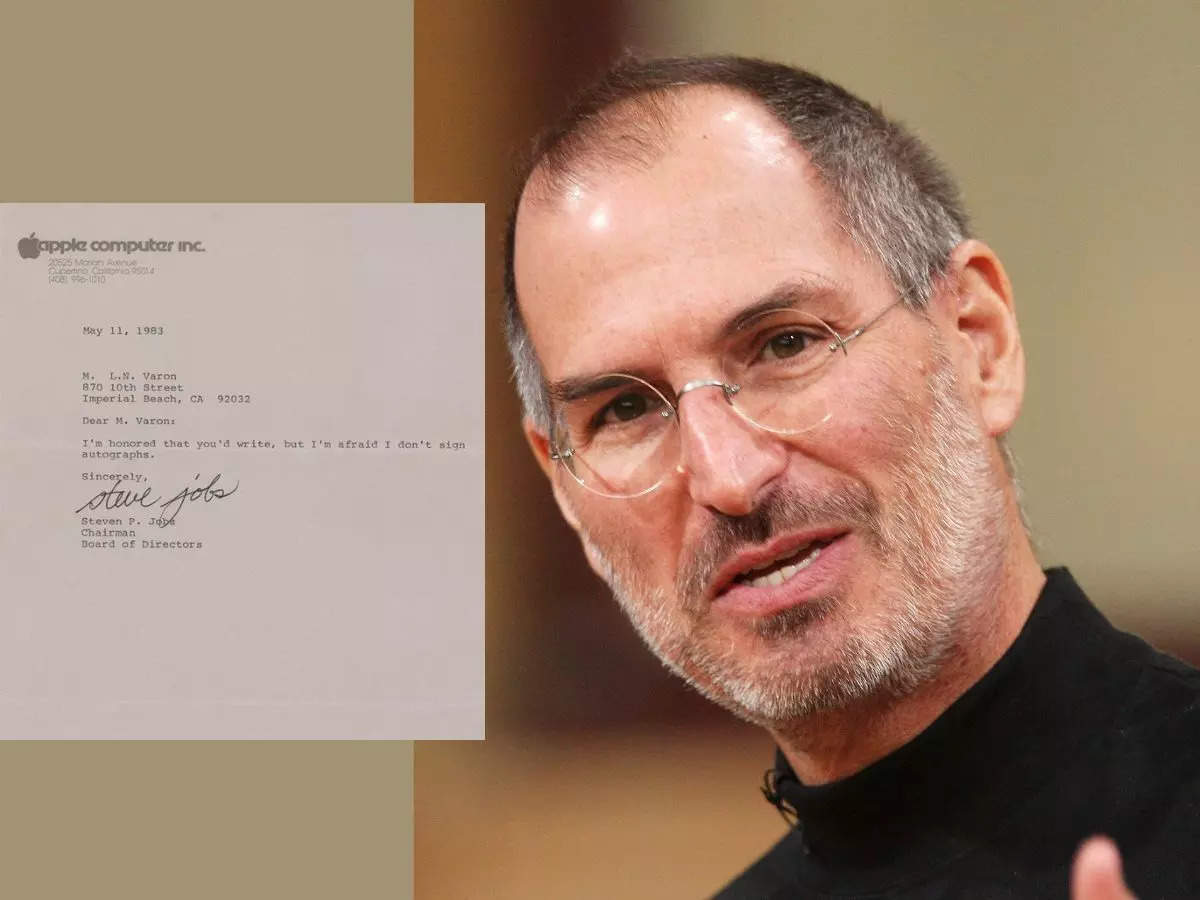 apple computer inc.
20525 Mariani Avenue
Cupertino, California 95014
(408) 996-1010
May 11, 1983
M.  L.N. Varon
870 10th Street
Imperial Beach, CA  92032
Dear M. Varon:
I'm honored that you'd write, but I'm afraid I don't sign
autographs.
Sincerely,
steve jobs
Steven P. Jobs
Chairman
Board of Directors